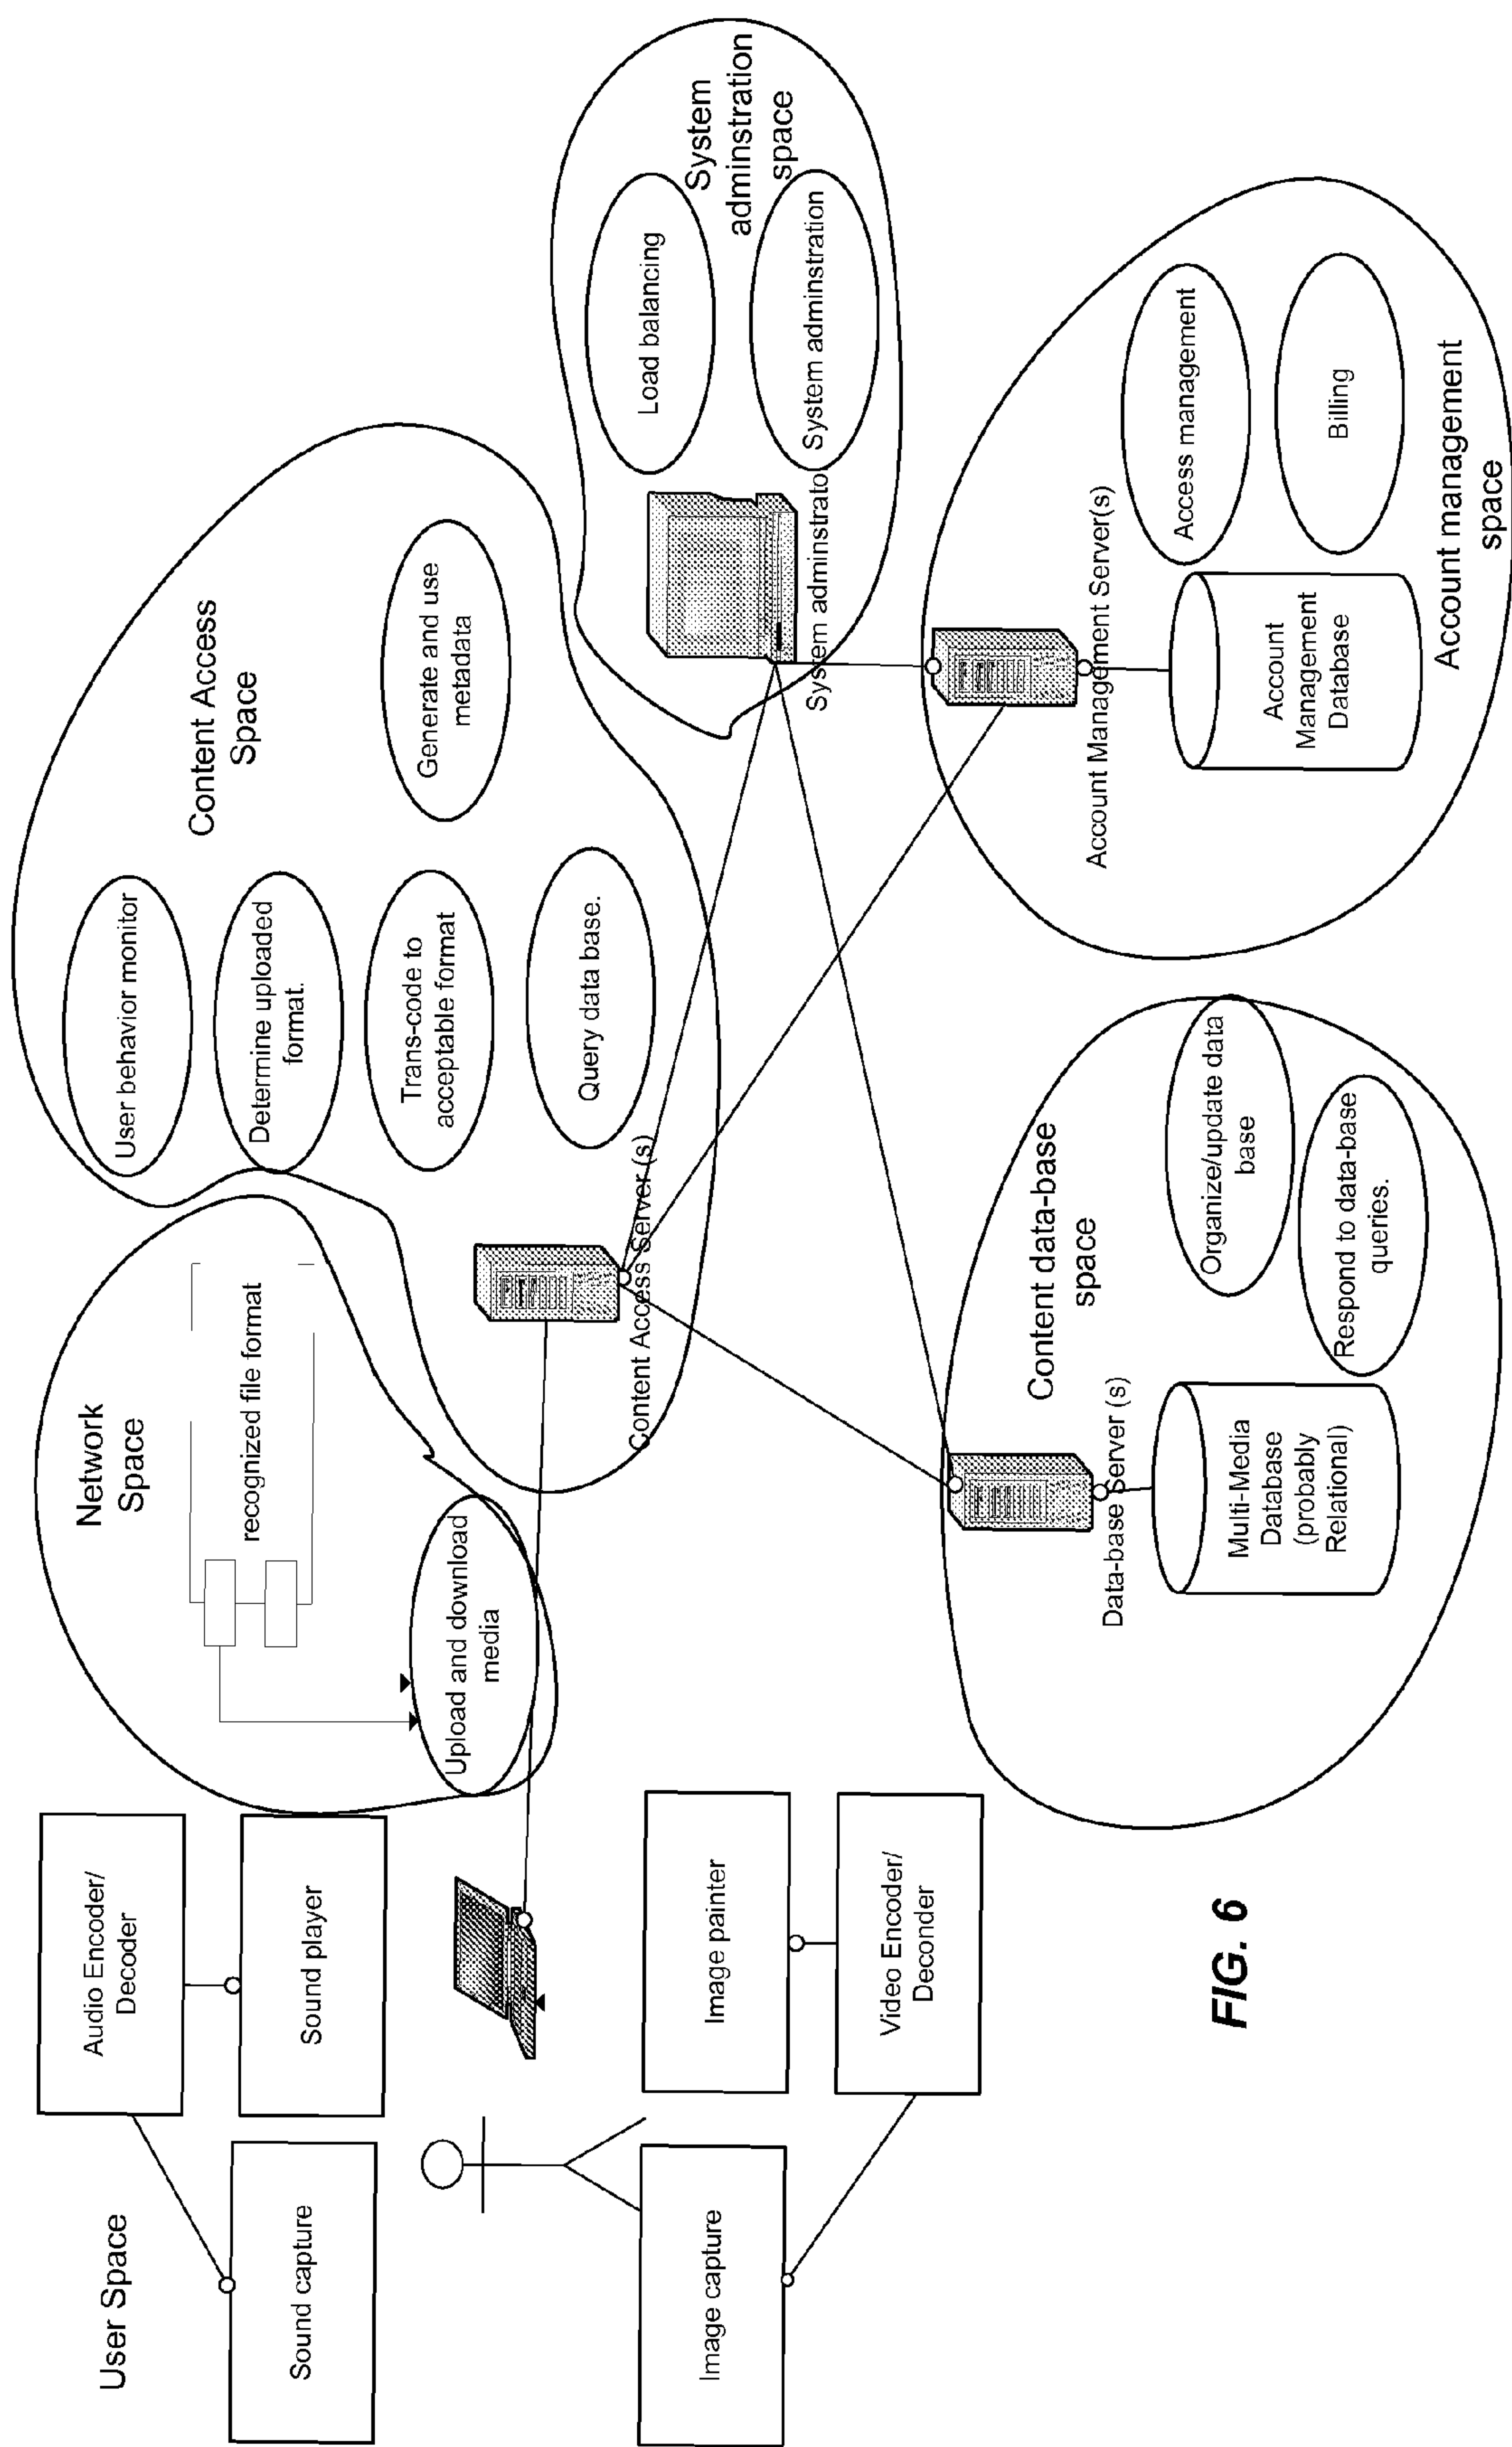 User Space
Sound capture
Audio Encoder/
Decoder
Sound player
Image capture
Image painter
Video Encoder/
Deconder
Network
Space
recognized file format
Upload and download
media
Content Access
Space
User behavior monitor
Determine uploaded
format.
Trans-code to
acceptable format
Query data base.
Generate and use
metadata
Content Access Server (s)
System
adminstration
space
Load balancing
System adminstration
System adminstrator
Content data-base
space
Data-base Server (s)
Multi-Media
Database
(probably
Relational)
Organize/update data
base
Respond to data-base
queries.
Account Management Server(s)
Account
Management
Database
Access management
Billing
Account management
space
FIG. 6